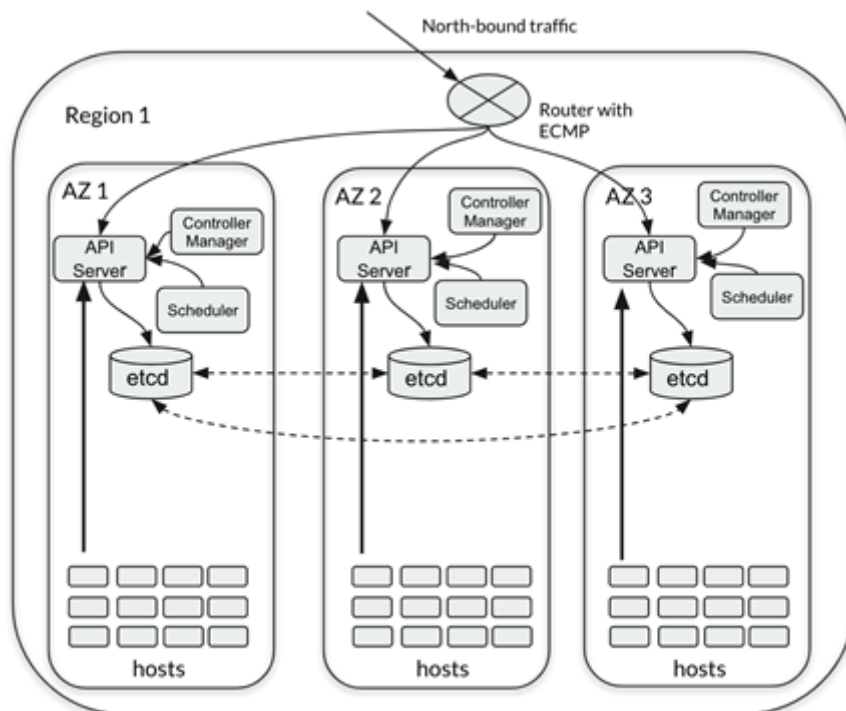 North-bound traffic
Region 1
Router with
ECMP
AZ 1
Controller
Manager
API
Server
Scheduler
etcd
hosts
AZ 2
Controller
Manager
API
Server
Scheduler
etcd
hosts
AZ 3
Controller
Manager
API
Server
Scheduler
etcd
hosts